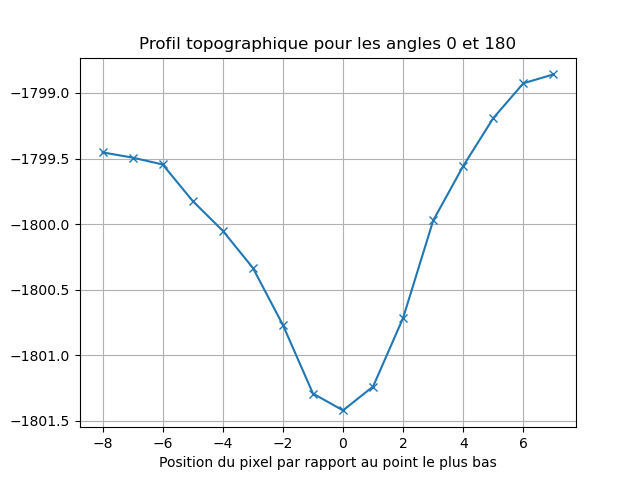 Profil topographique pour les angles 0 et 180
−1799.0
−1799.5
−1800.0
−1800.5
−1801.0
−1801.5
−8 −6 −4 −2 0 2 4 6
Position du pixel par rapport au point le plus bas